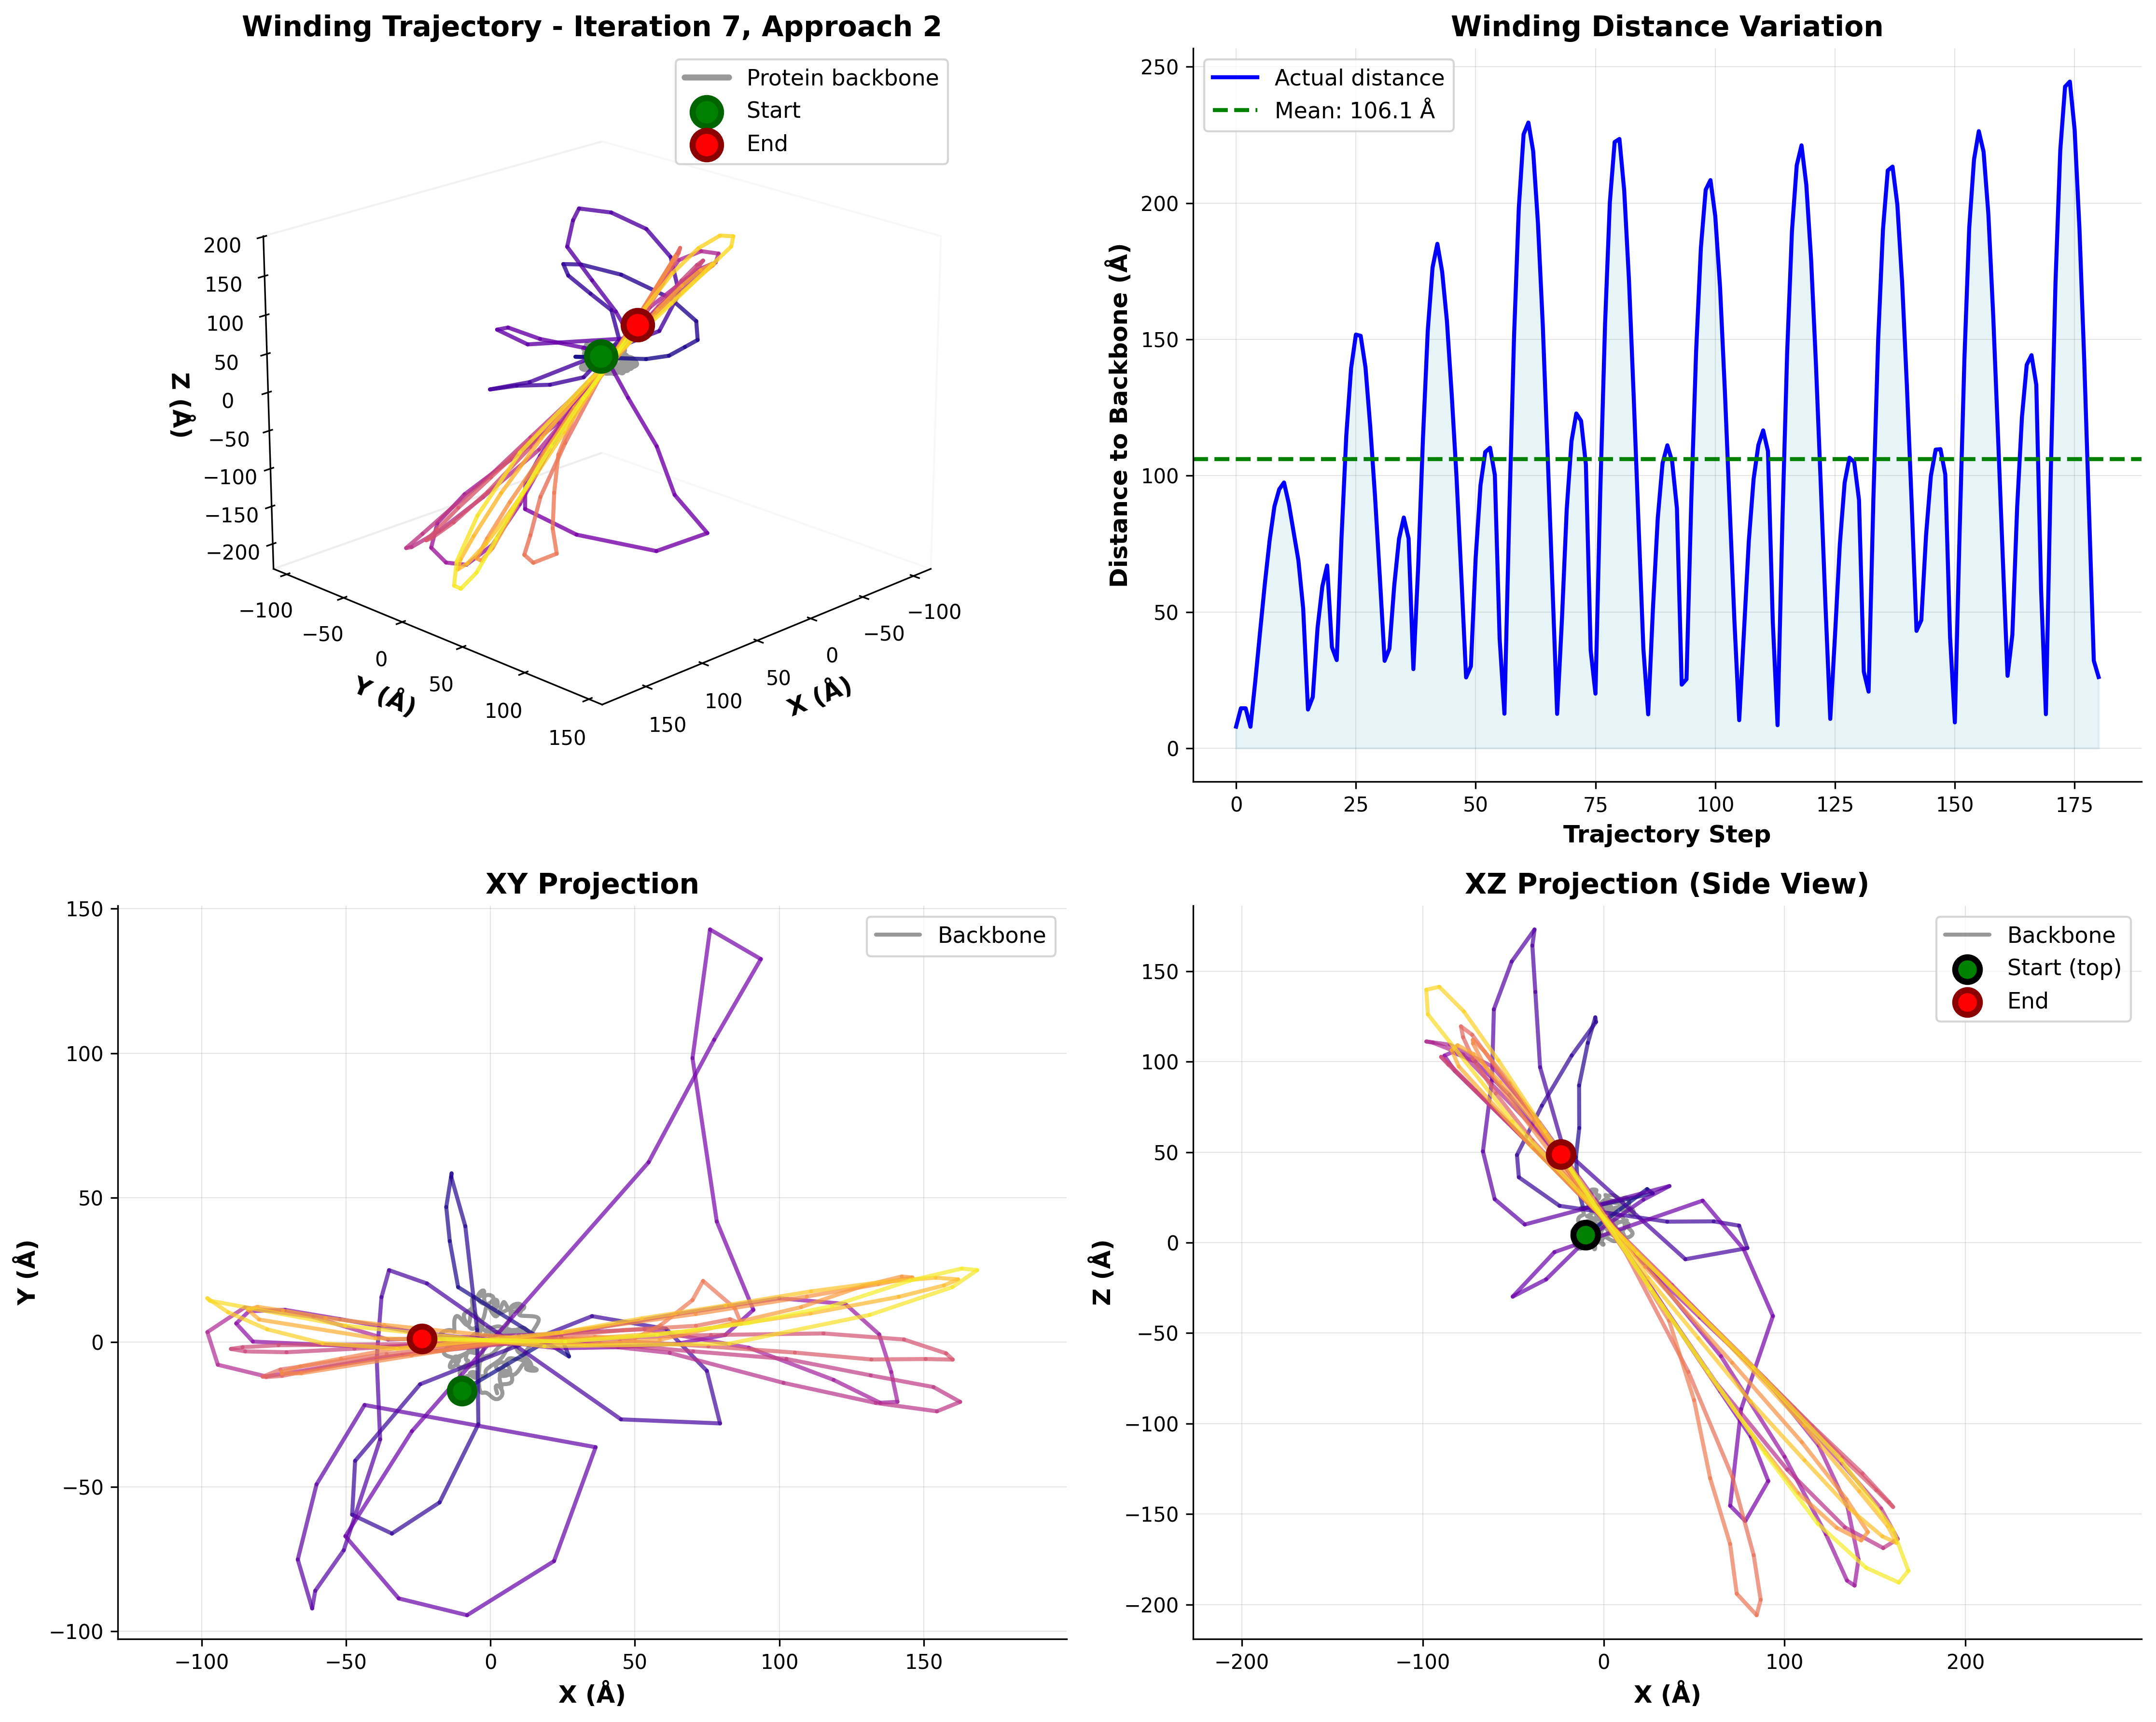 Winding Trajectory - Iteration 7, Approach 2
Protein backbone
Start
End
200
150
100
50
0
−50
−100
−150
−200
Z (Å)
−100
−50
0
50
100
150
Y (Å)
150
100
50
0
−50
−100
X (Å)
Winding Distance Variation
Actual distance
Mean: 106.1 Å
250
200
150
100
50
0
Distance to Backbone (Å)
0
25
50
75
100
125
150
175
Trajectory Step
XY Projection
Backbone
150
100
50
0
−50
−100
Y (Å)
−100
−50
0
50
100
150
X (Å)
XZ Projection (Side View)
Backbone
Start (top)
End
150
100
50
0
−50
−100
−150
−200
Z (Å)
−200
−100
0
100
200
X (Å)